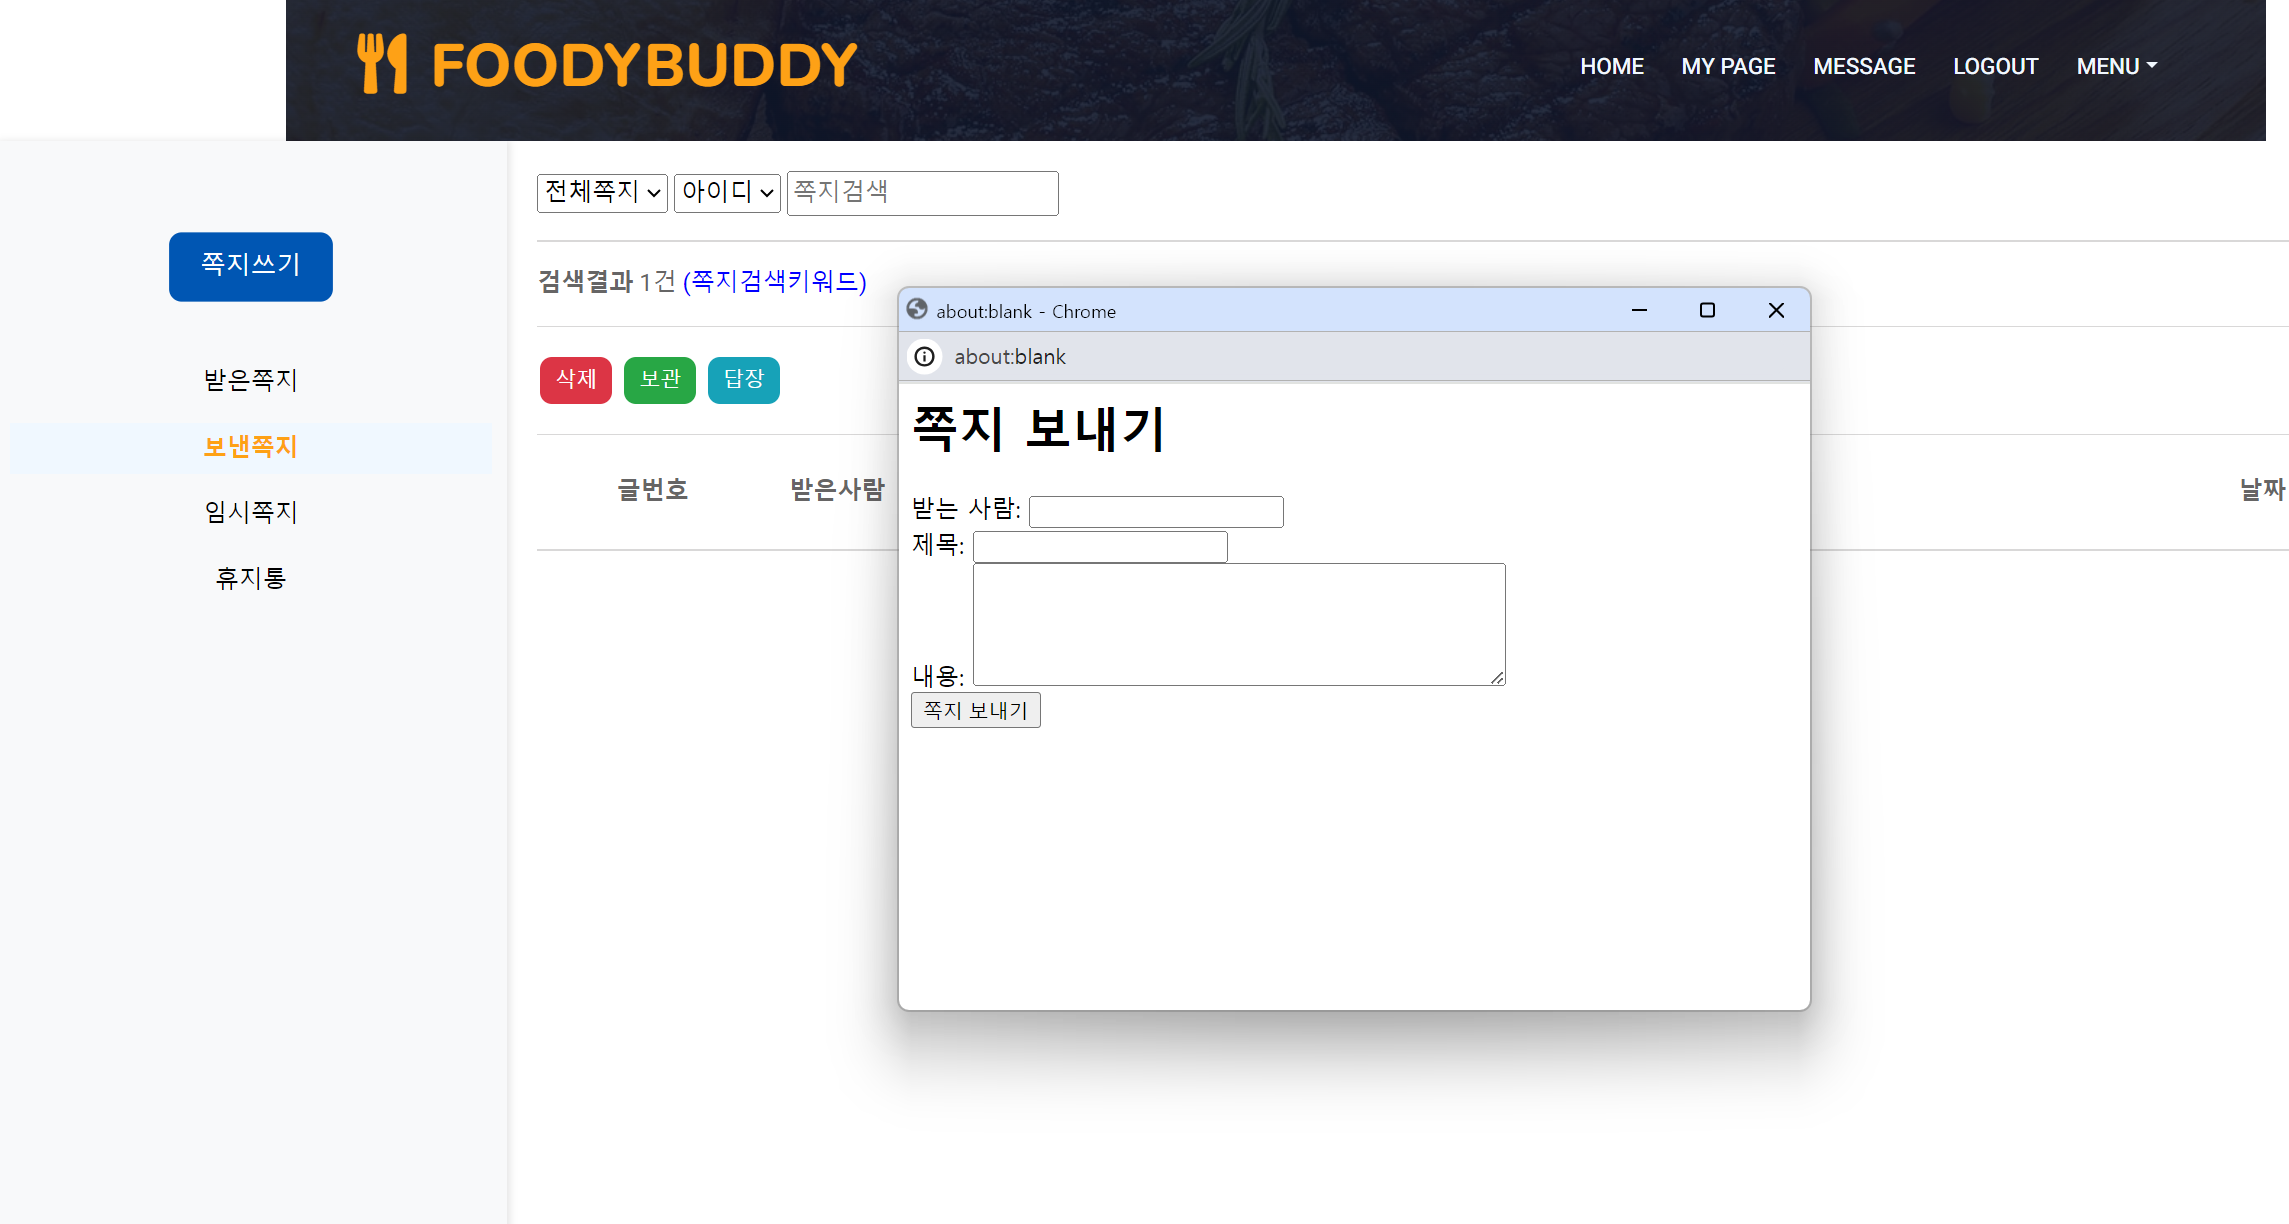 FOODYBUDDY
HOME MY PAGE MESSAGE LOGOUT MENU
쪽지쓰기
받은쪽지
보낸쪽지
임시쪽지
휴지통
전체쪽지 아이디 쪽지검색
검색결과 1건 (쪽지검색키워드)
삭제 보관 답장
글번호 받은사람 날짜
about:blank - Chrome
about:blank
쪽지 보내기
받는 사람:
제목:
내용:
쪽지 보내기